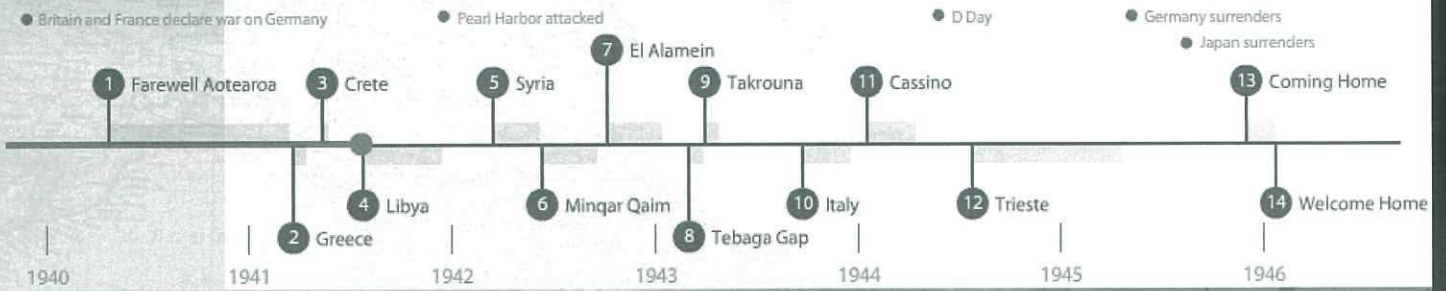 Britain and France declare war on Germany
Pearl Harbor attacked
D Day
Germany surrenders
Japan surrenders
7 El Alamein
1 Farewell Aotearoa
3 Crete
5 Syria
9 Takrouna
11 Cassino
13 Coming Home
4 Libya
6 Minqar Qaim
10 Italy
12 Trieste
14 Welcome Home
2 Greece
8 Tebaga Gap
1940
1941
1942
1943
1944
1945
1946